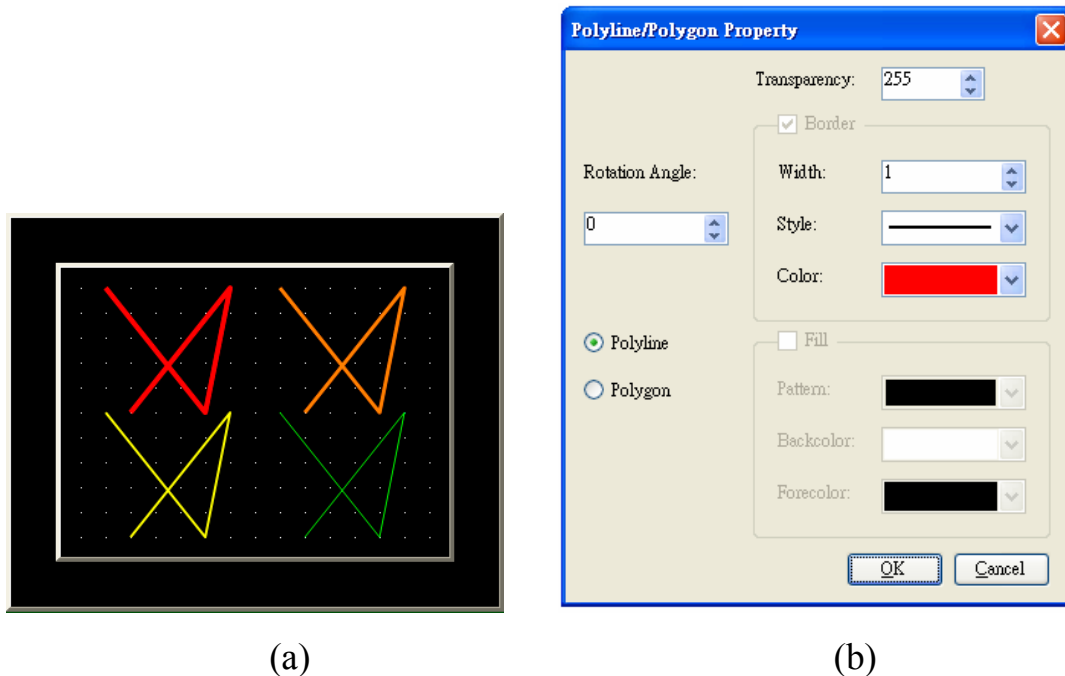 Polyline/Polygon Property
Transparency: 255
Border
Rotation Angle:
Width: 1
0
Style:
Color:
Polyline
Fill
Polygon
Pattern:
Backcolor:
Forecolor:
OK Cancel
(a) (b)